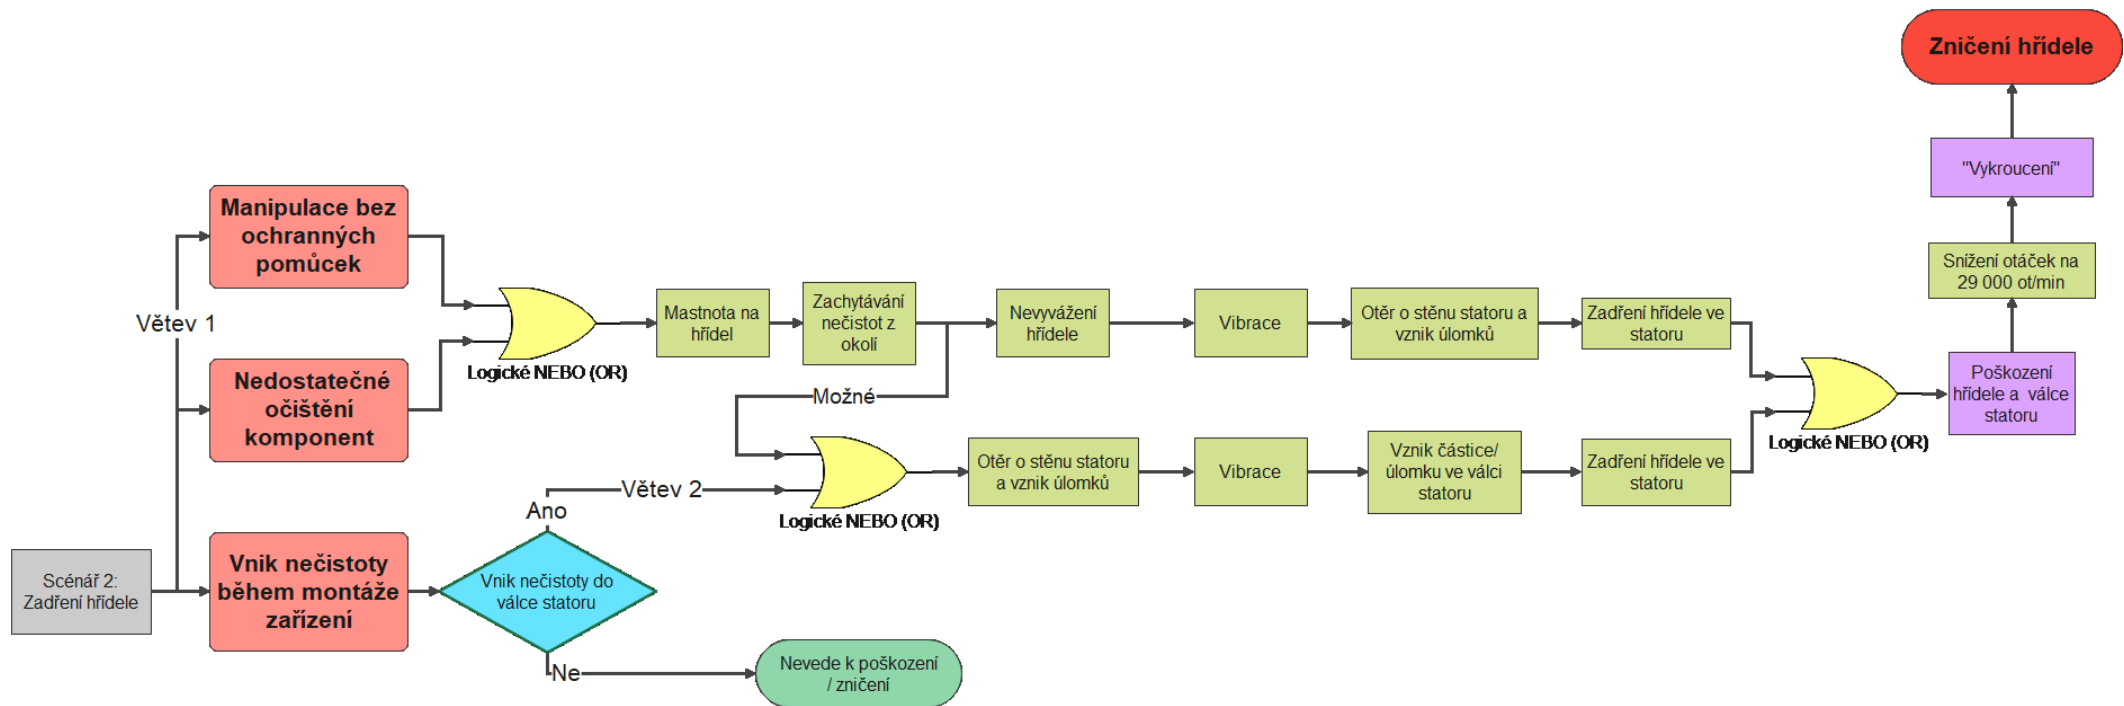 Zničení hřídele
"Vykroucení"
Snížení otáček na
29 000 ot/min
Poškození
hřídele a válce
statoru
Manipulace bez
ochranných
pomůcek
Větev 1
Nedostatečné
očištění
komponent
Logické NEBO (OR)
Mastnota na
hřídel
Zachytávání
nečistot z
okolí
Nevyvážení
hřídele
Vibrace
Otěr o stěnu statoru a
vznik úlomků
Zadření hřídele ve
statoru
Logické NEBO (OR)
Možné
Scénář 2:
Zadření hřídele
Vnik nečistoty
během montáže
zařízení
Vnik nečistoty do
válce statoru
Ano
Větev 2
Logické NEBO (OR)
Otěr o stěnu statoru
a vznik úlomků
Vibrace
Vznik částice/
úlomku ve válci
statoru
Zadření hřídele ve
statoru
Ne
Nevede k poškození
/ zničení